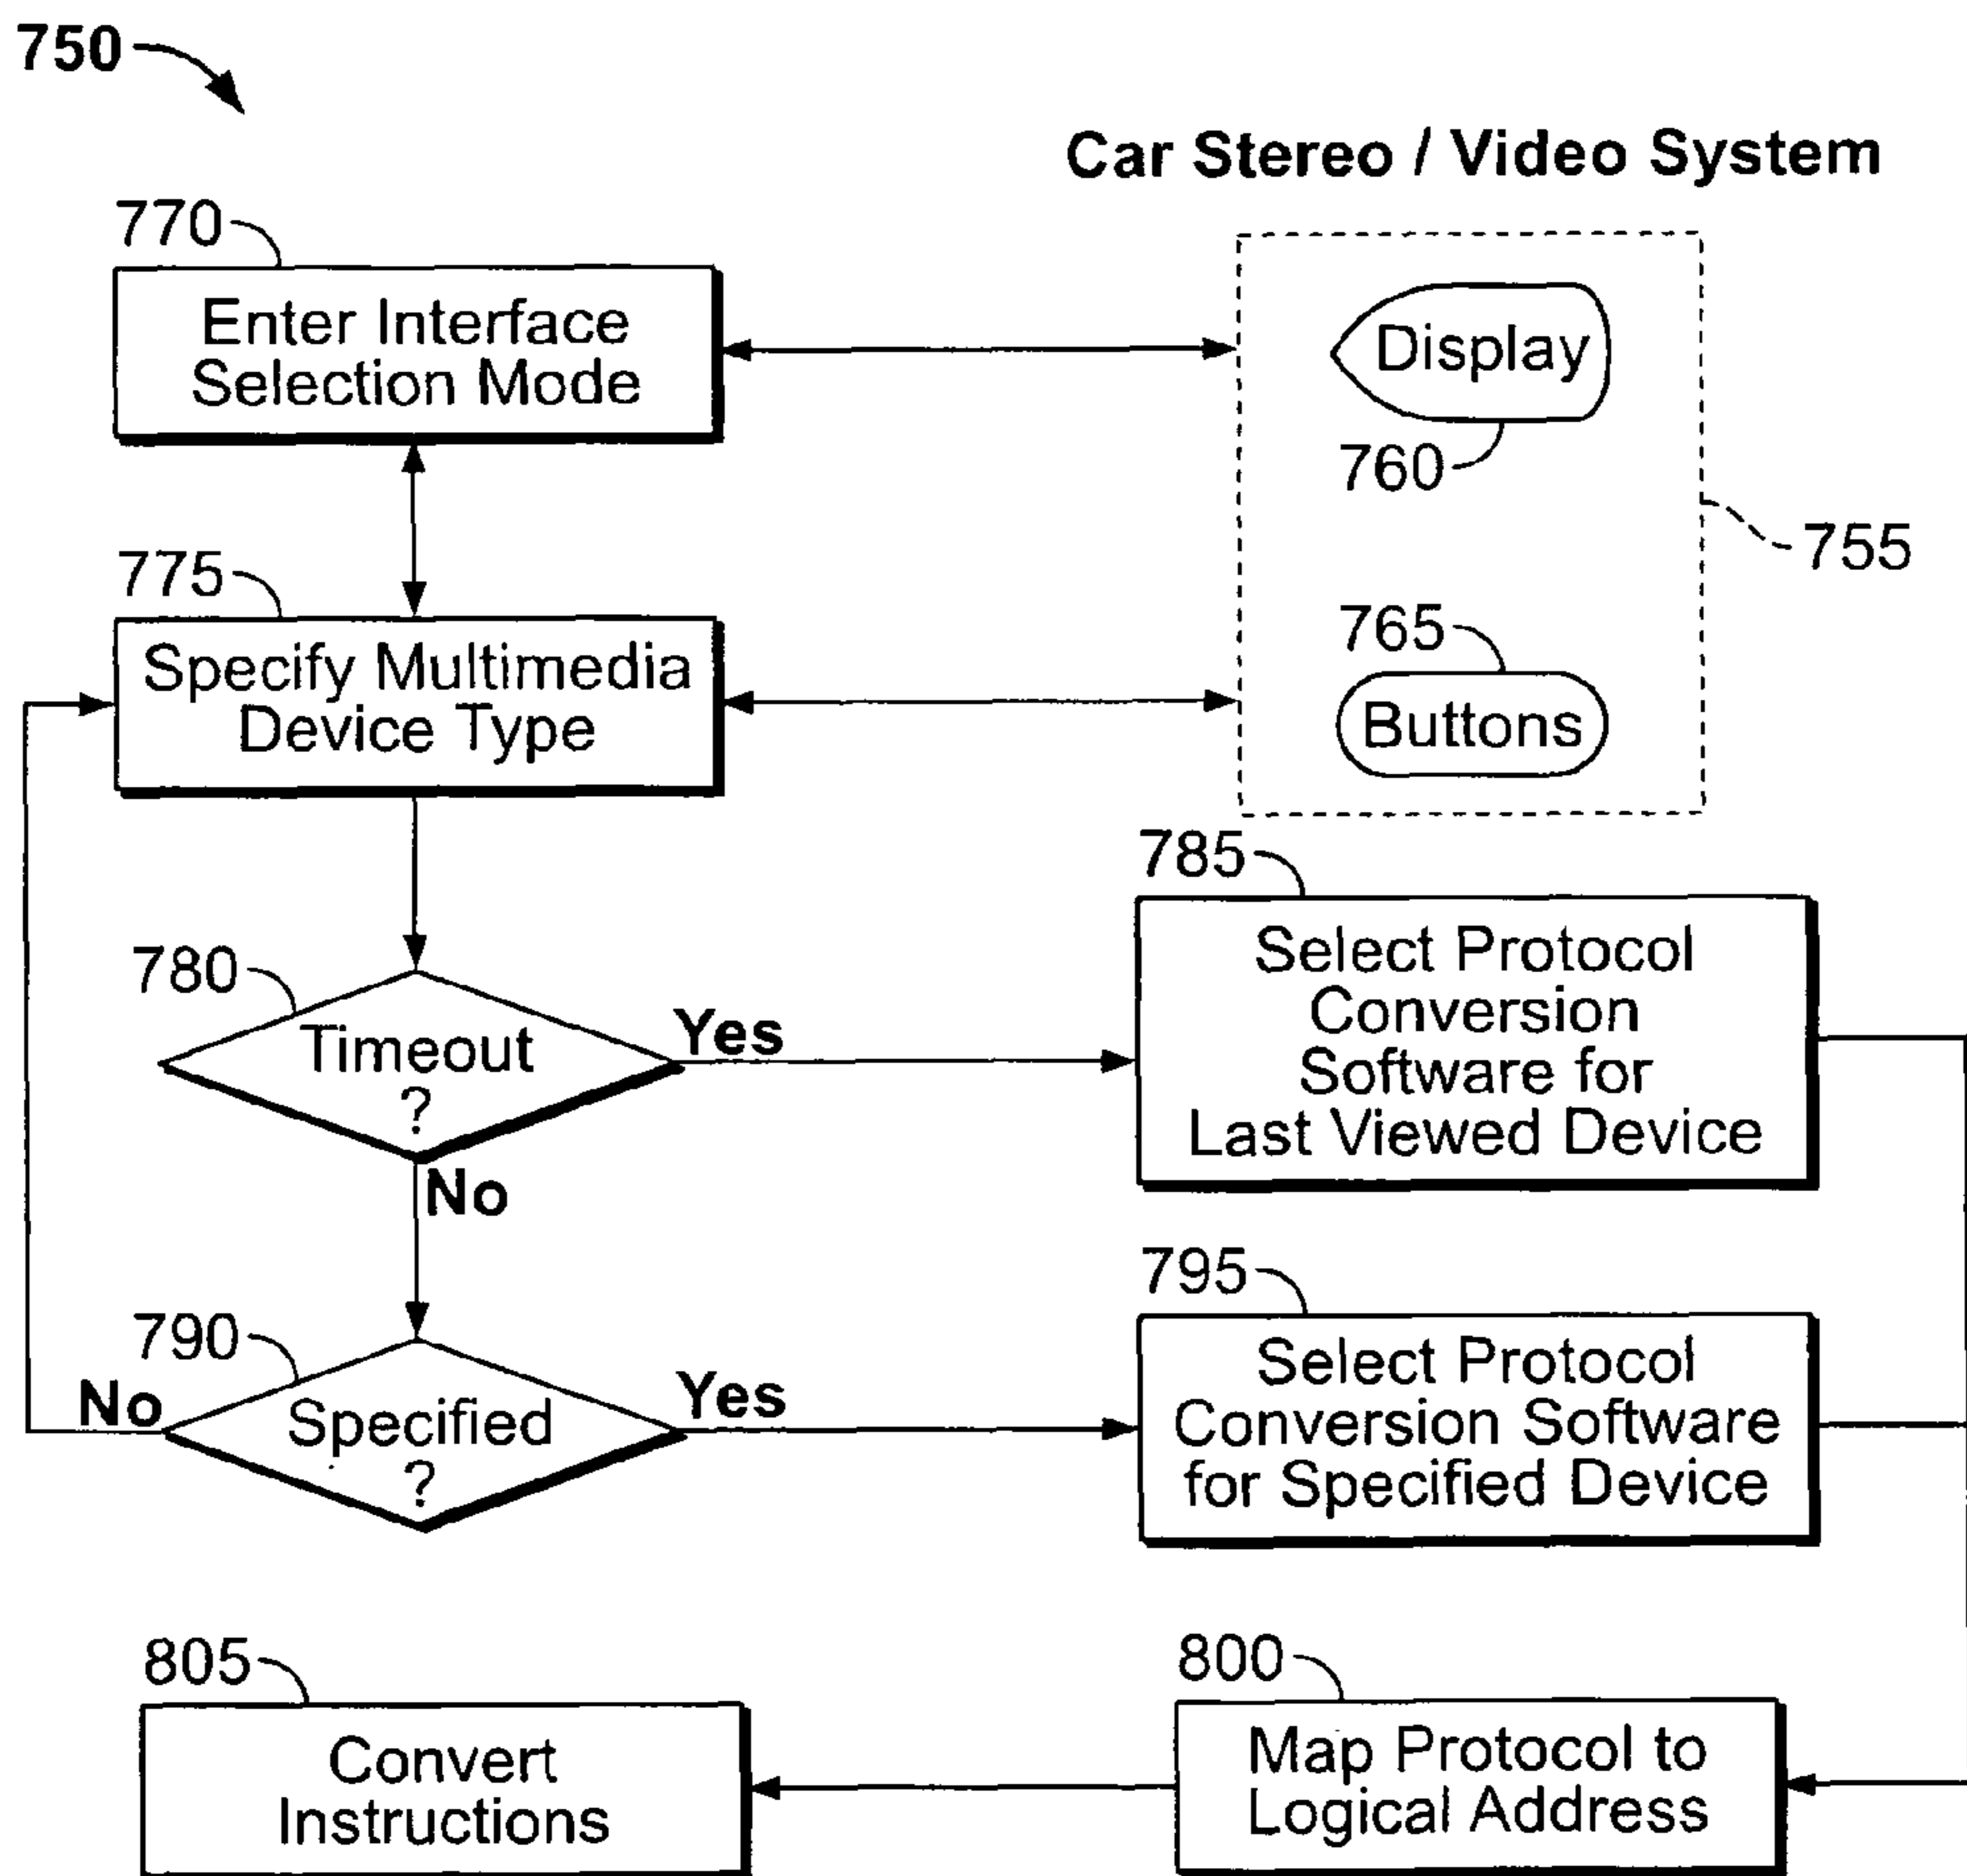 750
Car Stereo / Video System
770
Enter Interface
Selection Mode
Display
760
755
775
Specify Multimedia
Device Type
765
Buttons
785
Select Protocol
Conversion
Software for
Last Viewed Device
780
Timeout
?
Yes
No
795
Select Protocol
Conversion Software
for Specified Device
790
Specified
?
Yes
No
805
Convert
Instructions
800
Map Protocol to
Logical Address